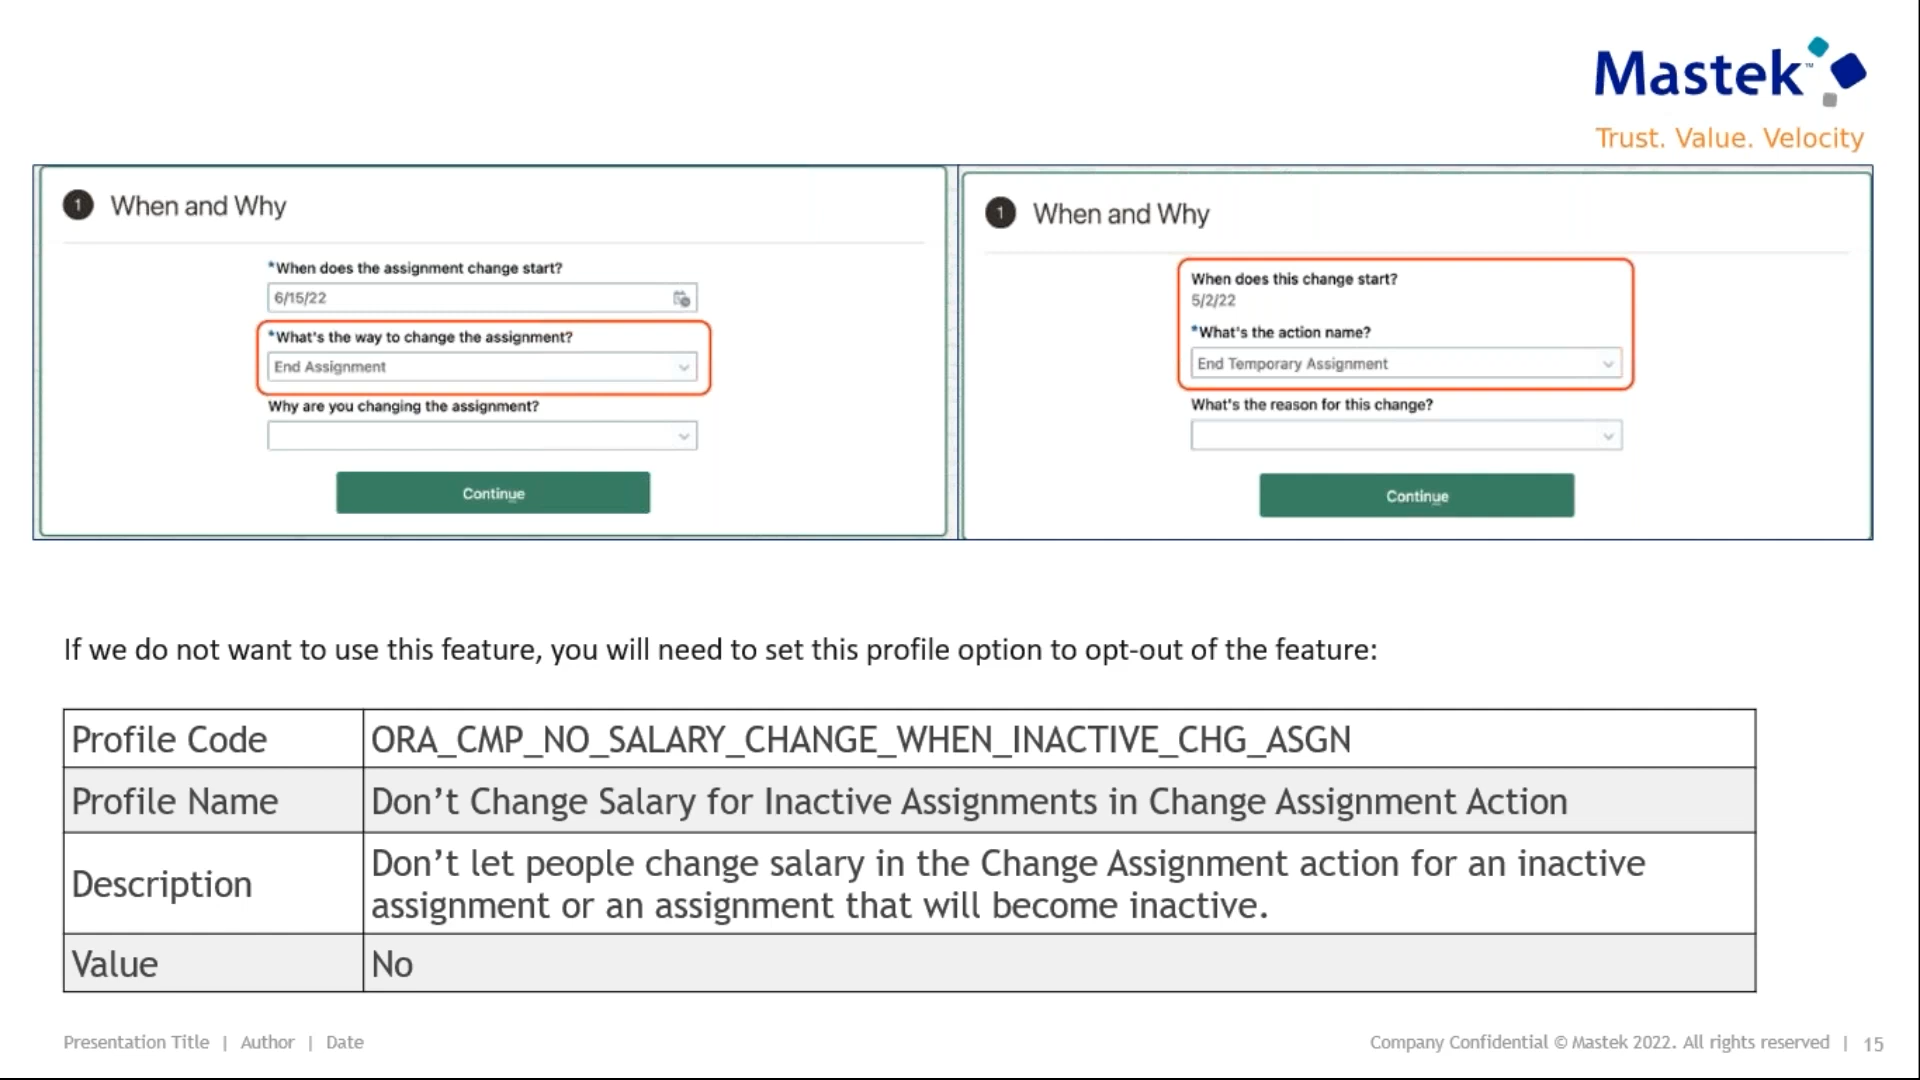 Mastek™
Trust. Value. Velocity
1 When and Why
*When does the assignment change start?
6/15/22
*What's the way to change the assignment?
End Assignment
Why are you changing the assignment?
Continue
1 When and Why
When does this change start?
5/2/22
*What's the action name?
End Temporary Assignment
What's the reason for this change?
Continue
If we do not want to use this feature, you will need to set this profile option to opt-out of the feature:
Profile Code ORA_CMP_NO_SALARY_CHANGE_WHEN_INACTIVE_CHG_ASGN
Profile Name Don't Change Salary for Inactive Assignments in Change Assignment Action
Description Don't let people change salary in the Change Assignment action for an inactive
assignment or an assignment that will become inactive.
Value No
Presentation Title | Author | Date
Company Confidential © Mastek 2022. All rights reserved | 15